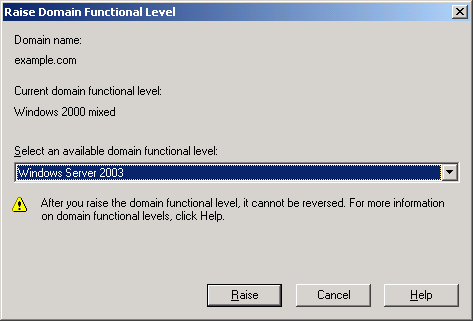 Raise Domain Functional Level
Domain name:
example.com
Current domain functional level:
Windows 2000 mixed
Select an available domain functional level:
Windows Server 2003
After you raise the domain functional level, it cannot be reversed. For more information
on domain functional levels, click Help.
Raise Cancel Help